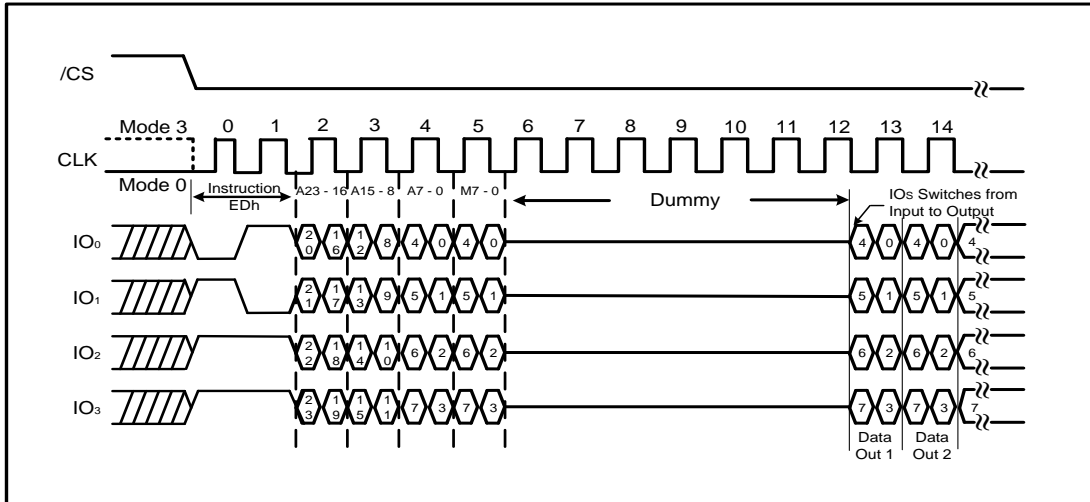 /CS
Mode 3 0 1 2 3 4 5 6 7 8 9 10 11 12 13 14
CLK
Mode 0
Instruction EDh A23 - 16 A15 - 8 A7 - 0 M7 - 0 Dummy IOs Switches from Input to Output
IO0 20 16 12 8 4 0 4 0 4 0 4 0 4
IO1 21 17 13 9 5 1 5 1 5 1 5 1 5
IO2 22 18 14 10 6 2 6 2 6 2 6 2 6
IO3 23 19 15 11 7 3 7 3 7 3 7 3 7
Data Out 1 Data Out 2